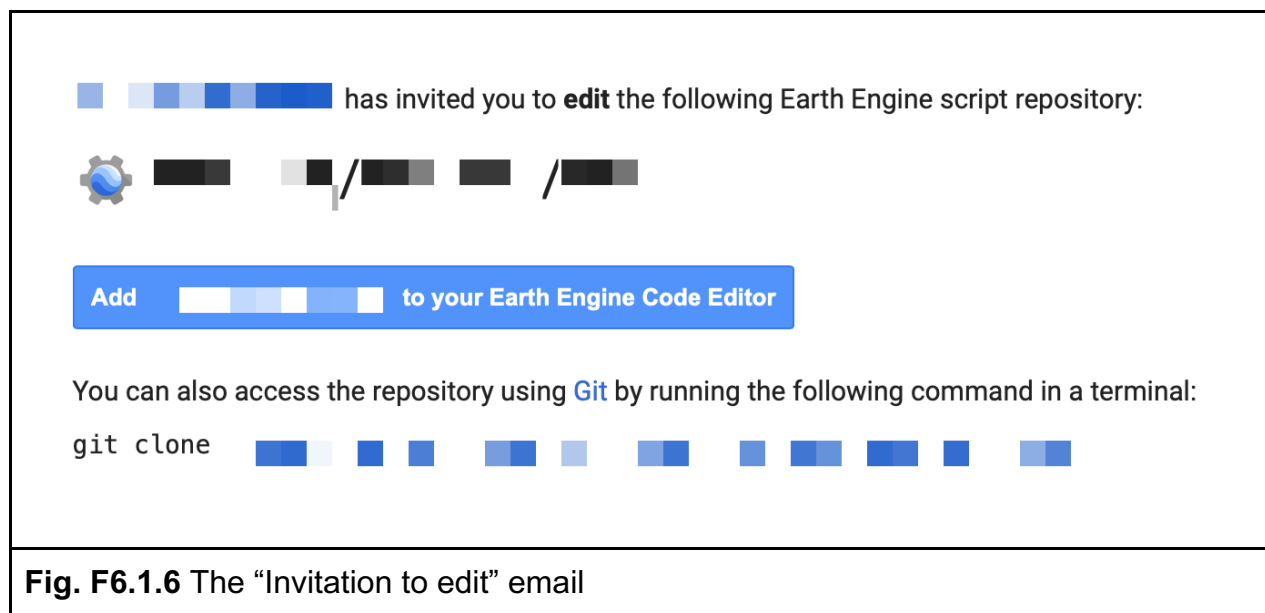 has invited you to edit the following Earth Engine script repository:
/ /
Add to your Earth Engine Code Editor
You can also access the repository using Git by running the following command in a terminal:
git clone
Fig. F6.1.6 The “Invitation to edit” email